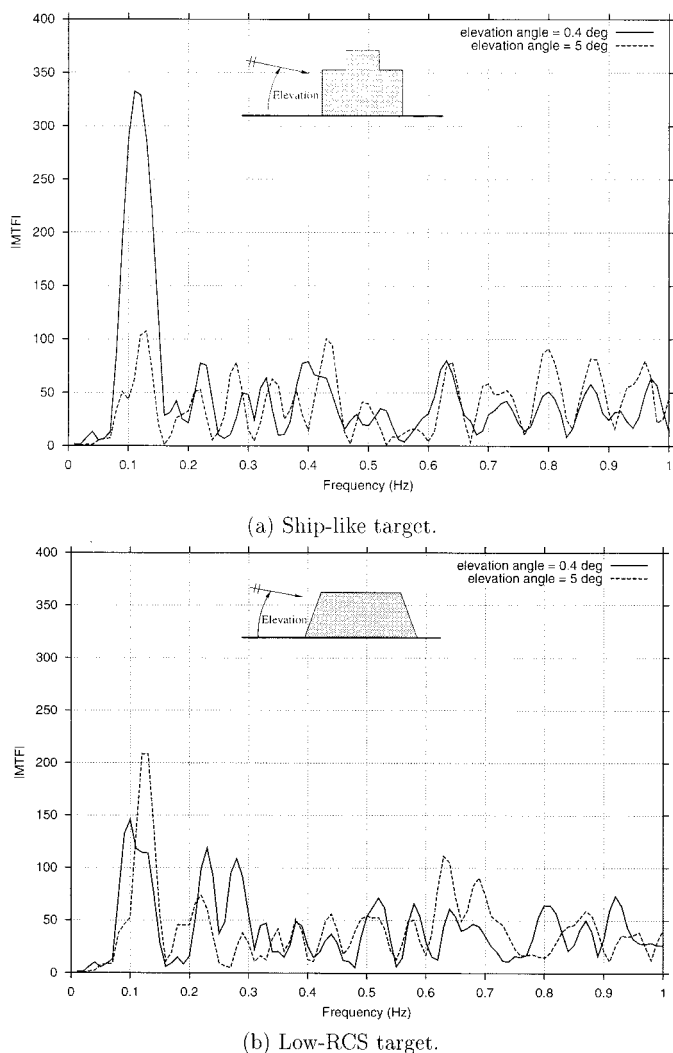 400
350
300
250
200
150
100
50
0
|MTF|
elevation angle = 0.4 deg
elevation angle = 5 deg
Elevation
0 0.1 0.2 0.3 0.4 0.5 0.6 0.7 0.8 0.9 1
Frequency (Hz)
(a) Ship-like target.
400
350
300
250
200
150
100
50
0
|MTF|
elevation angle = 0.4 deg
elevation angle = 5 deg
Elevation
0 0.1 0.2 0.3 0.4 0.5 0.6 0.7 0.8 0.9 1
Frequency (Hz)
(b) Low-RCS target.